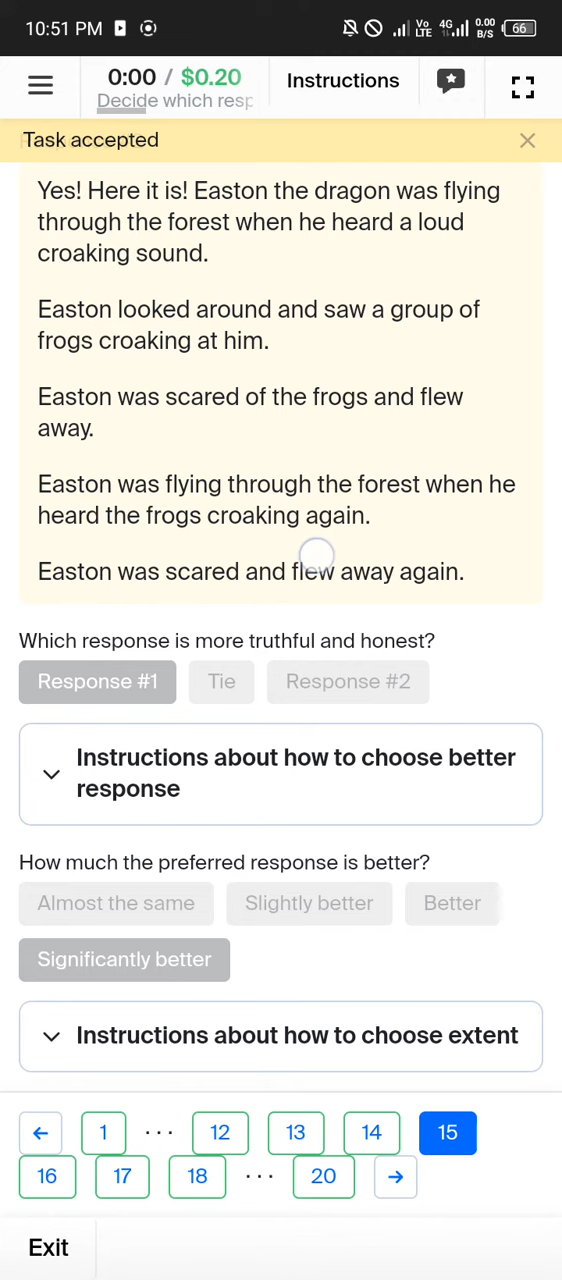 10:51 PM Vo LTE 4G 0.00 B/S 66
0:00 / $0.20 Instructions
Decide which resp
Task accepted
Yes! Here it is! Easton the dragon was flying
through the forest when he heard a loud
croaking sound.
Easton looked around and saw a group of
frogs croaking at him.
Easton was scared of the frogs and flew
away.
Easton was flying through the forest when he
heard the frogs croaking again.
Easton was scared and flew away again.
Which response is more truthful and honest?
Response #1 Tie Response #2
Instructions about how to choose better
response
How much the preferred response is better?
Almost the same Slightly better Better
Significantly better
Instructions about how to choose extent
← 1 ··· 12 13 14 15
16 17 18 ··· 20 →
Exit